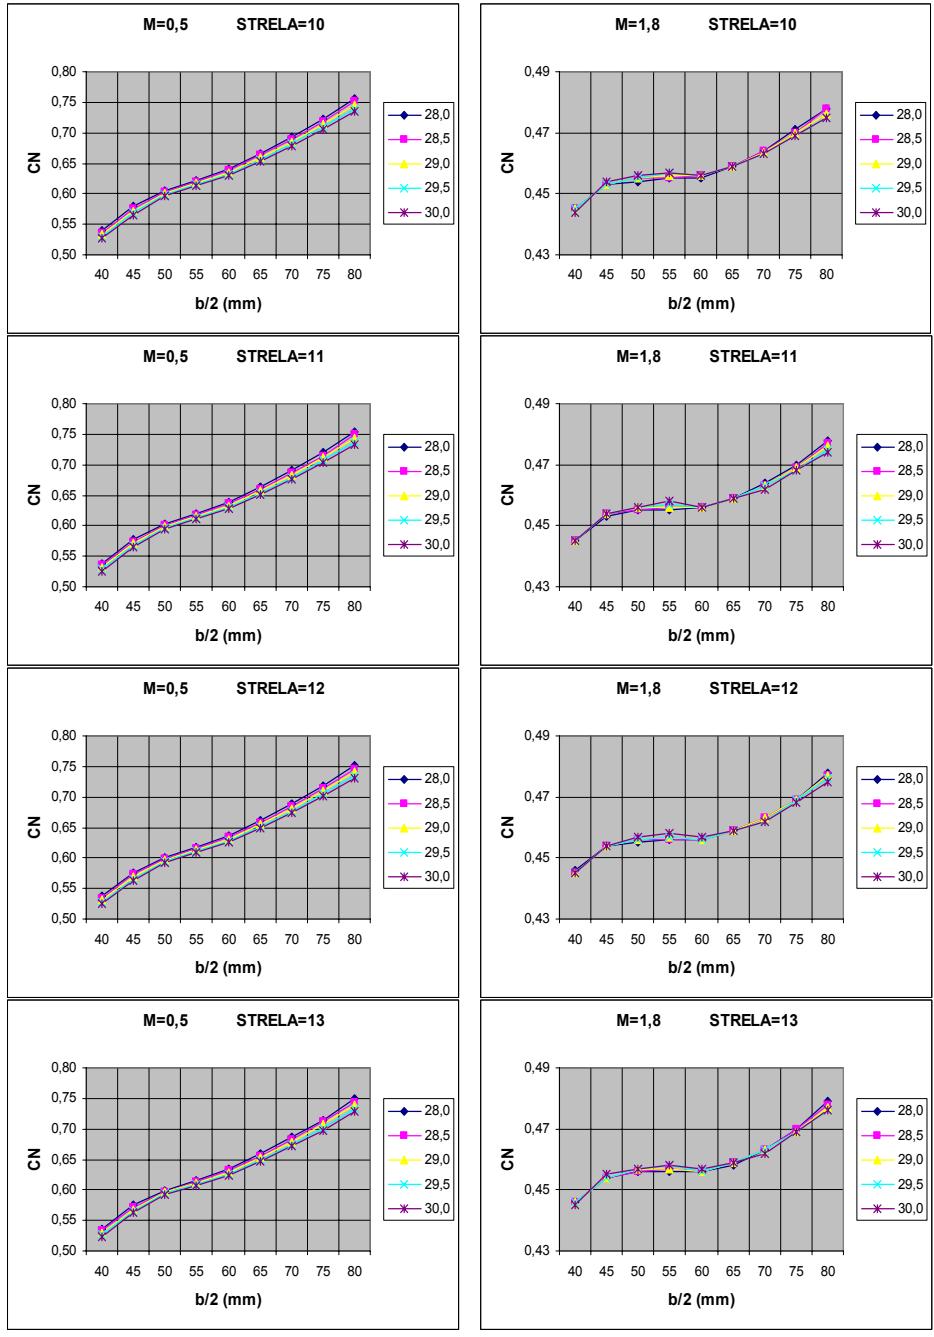 M=0,5 STRELA=10
0,80
0,75
0,70
0,65
0,60
0,55
0,50
CN
40 45 50 55 60 65 70 75 80
b/2 (mm)
28,0
28,5
29,0
29,5
30,0
M=1,8 STRELA=10
0,49
0,47
0,45
0,43
CN
40 45 50 55 60 65 70 75 80
b/2 (mm)
28,0
28,5
29,0
29,5
30,0
M=0,5 STRELA=11
0,80
0,75
0,70
0,65
0,60
0,55
0,50
CN
40 45 50 55 60 65 70 75 80
b/2 (mm)
28,0
28,5
29,0
29,5
30,0
M=1,8 STRELA=11
0,49
0,47
0,45
0,43
CN
40 45 50 55 60 65 70 75 80
b/2 (mm)
28,0
28,5
29,0
29,5
30,0
M=0,5 STRELA=12
0,80
0,75
0,70
0,65
0,60
0,55
0,50
CN
40 45 50 55 60 65 70 75 80
b/2 (mm)
28,0
28,5
29,0
29,5
30,0
M=1,8 STRELA=12
0,49
0,47
0,45
0,43
CN
40 45 50 55 60 65 70 75 80
b/2 (mm)
28,0
28,5
29,0
29,5
30,0
M=0,5 STRELA=13
0,80
0,75
0,70
0,65
0,60
0,55
0,50
CN
40 45 50 55 60 65 70 75 80
b/2 (mm)
28,0
28,5
29,0
29,5
30,0
M=1,8 STRELA=13
0,49
0,47
0,45
0,43
CN
40 45 50 55 60 65 70 75 80
b/2 (mm)
28,0
28,5
29,0
29,5
30,0